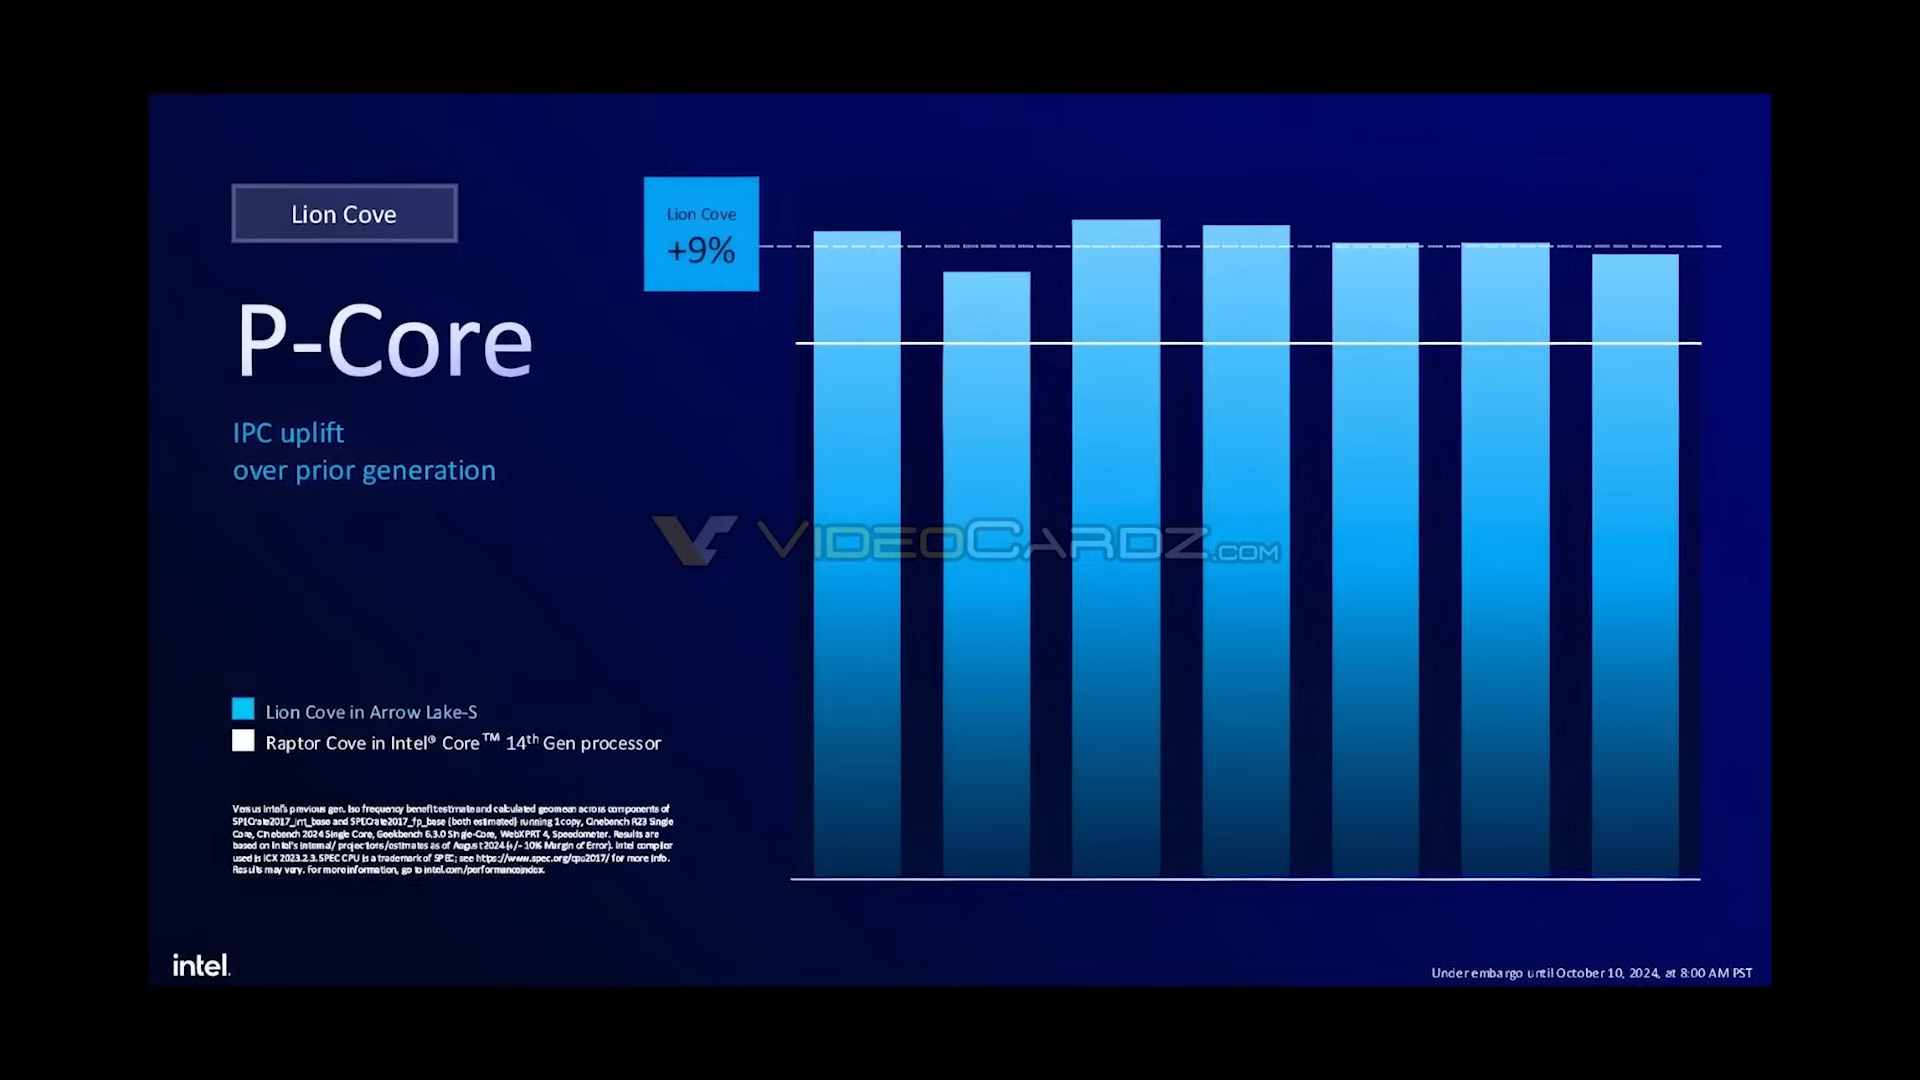 Lion Cove
P-Core
IPC uplift
over prior generation
Lion Cove
+9%
VIDEOCARDZ.COM
Lion Cove in Arrow Lake-S
Raptor Cove in Intel® Core™ 14th Gen processor
Versus Intel's previous gen. Iso frequency benefit estimate and calculated geomean across components of
SPECrate2017_int_base and SPECrate2017_fp_base (both estimated) running 1 copy, Cinebench R23 Single
Core, Cinebench 2024 Single Core, Geekbench 6.3.0 Single-Core, WebXPRT 4, Speedometer. Results are
based on Intel's internal/ projections/estimates as of August 2024 (+/- 10% Margin of Error). Intel compiler
used is ICX 2023.2.3. SPEC CPU is a trademark of SPEC; see https://www.spec.org/cpu2017/ for more info.
Results may vary. For more information, go to intel.com/performanceindex.
intel.
Under embargo until October 10, 2024, at 8:00 AM PST